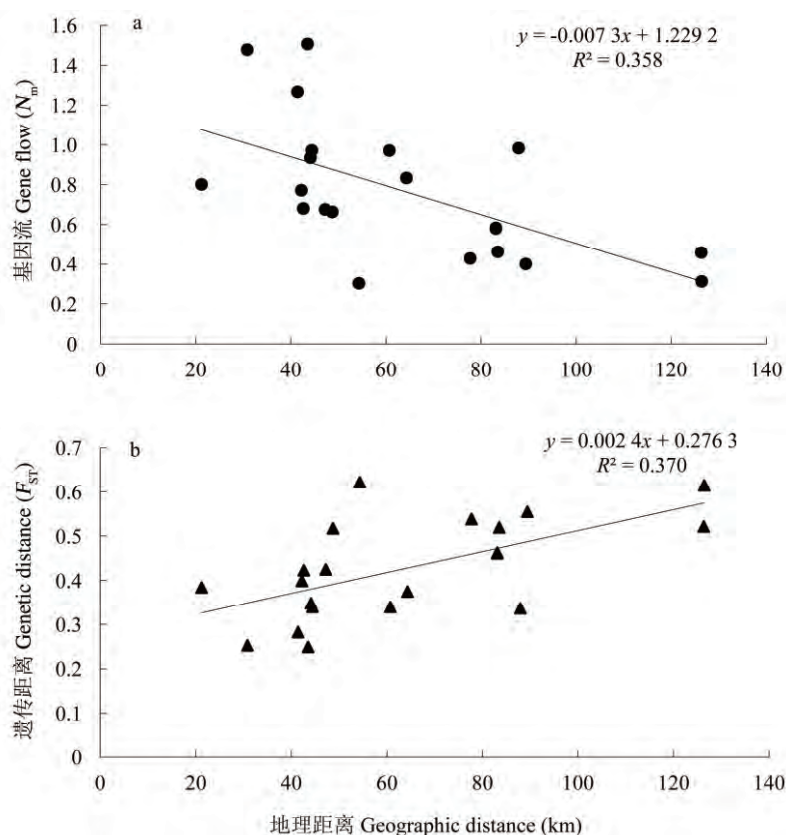 a
y = -0.007 3x + 1.229 2
R² = 0.358
基因流 Gene flow (Nm)
1.6
1.4
1.2
1.0
0.8
0.6
0.4
0.2
0
0 20 40 60 80 100 120 140
b
y = 0.002 4x + 0.276 3
R² = 0.370
遗传距离 Genetic distance (FST)
0.7
0.6
0.5
0.4
0.3
0.2
0.1
0
0 20 40 60 80 100 120 140
地理距离 Geographic distance (km)